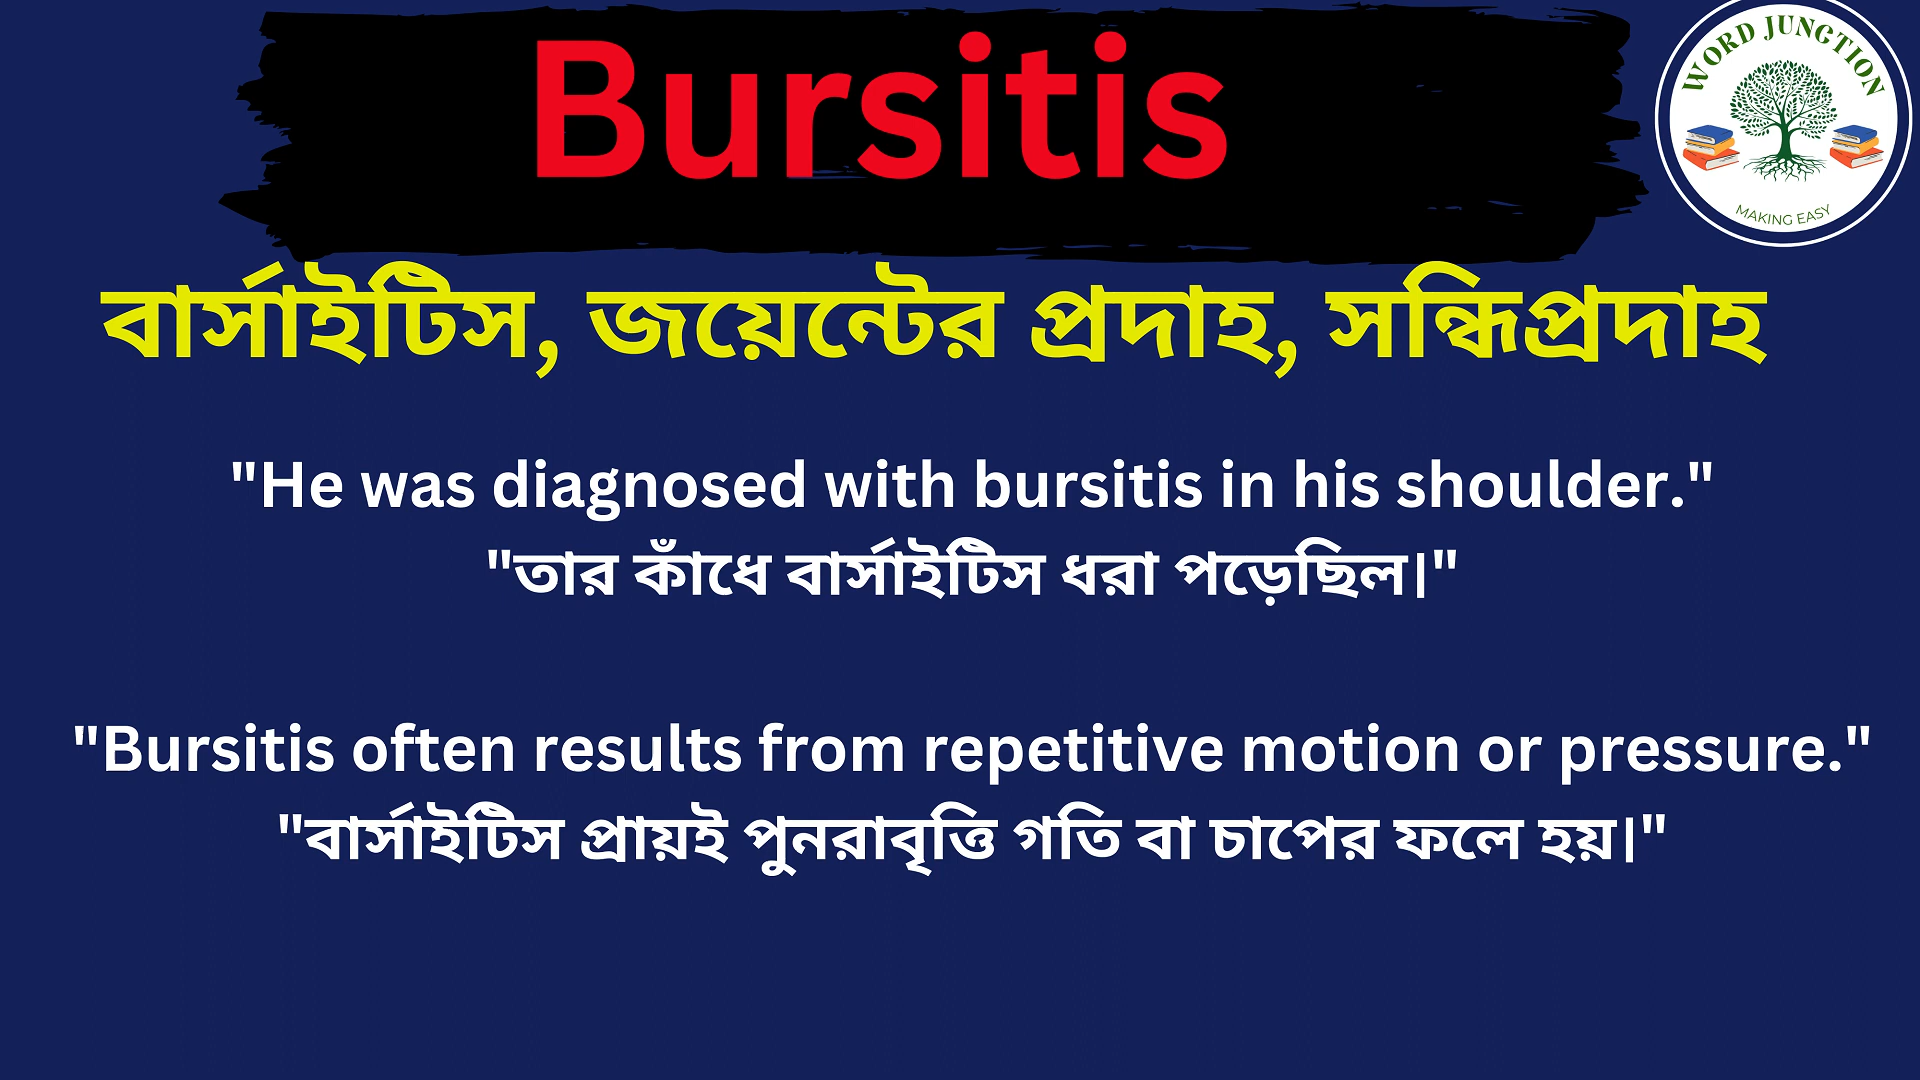 Bursitis
WORD JUNCTION
MAKING EASY
বার্সাইটিস, জয়েন্টের প্রদাহ, সন্ধিপ্রদাহ
"He was diagnosed with bursitis in his shoulder."
"তার কাঁধে বার্সাইটিস ধরা পড়েছিল।"
"Bursitis often results from repetitive motion or pressure."
"বার্সাইটিস প্রায়ই পুনরাবৃত্তি গতি বা চাপের ফলে হয়।"